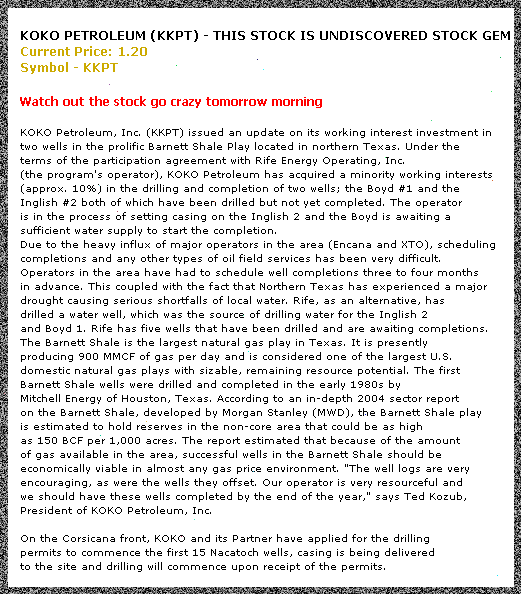 KOKO PETROLEUM (KKPT) - THIS STOCK IS UNDISCOVERED STOCK GEM
Current Price: 1.20
Symbol - KKPT
Watch out the stock go crazy tomorrow morning
KOKO Petroleum, Inc. (KKPT) issued an update on its working interest investment in
two wells in the prolific Barnett Shale Play located in northern Texas. Under the
terms of the participation agreement with Rife Energy Operating, Inc.
(the program's operator), KOKO Petroleum has acquired a minority working interests
(approx. 10%) in the drilling and completion of two wells; the Boyd #1 and the
Inglish #2 both of which have been drilled but not yet completed. The operator
is in the process of setting casing on the Inglish 2 and the Boyd is awaiting a
sufficient water supply to start the completion.
Due to the heavy influx of major operators in the area (Encana and XTO), scheduling
completions and any other types of oil field services has been very difficult.
Operators in the area have had to schedule well completions three to four months
in advance. This coupled with the fact that Northern Texas has experienced a major
drought causing serious shortfalls of local water. Rife, as an alternative, has
drilled a water well, which was the source of drilling water for the Inglish 2
and Boyd 1. Rife has five wells that have been drilled and are awaiting completions.
The Barnett Shale is the largest natural gas play in Texas. It is presently
producing 900 MMCF of gas per day and is considered one of the largest U.S.
domestic natural gas plays with sizable, remaining resource potential. The first
Barnett Shale wells were drilled and completed in the early 1980s by
Mitchell Energy of Houston, Texas. According to an in-depth 2004 sector report
on the Barnett Shale, developed by Morgan Stanley (MWD), the Barnett Shale play
is estimated to hold reserves in the non-core area that could be as high
as 150 BCF per 1,000 acres. The report estimated that because of the amount
of gas available in the area, successful wells in the Barnett Shale should be
economically viable in almost any gas price environment. "The well logs are very
encouraging, as were the wells they offset. Our operator is very resourceful and
we should have these wells completed by the end of the year," says Ted Kozub,
President of KOKO Petroleum, Inc.
On the Corsicana front, KOKO and its Partner have applied for the drilling
permits to commence the first 15 Nacatoch wells, casing is being delivered
to the site and drilling will commence upon receipt of the permits.